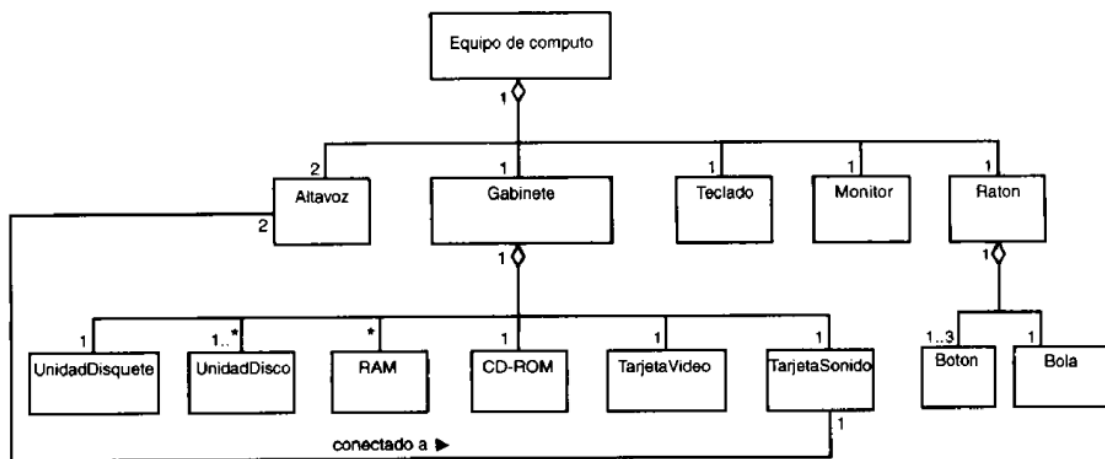 Equipo de computo
1
2 1 1 1 1
Altavoz Gabinete Teclado Monitor Raton
2 1 1
1 1..* * 1 1 1 1..3 1
UnidadDisquete UnidadDisco RAM CD-ROM TarjetaVideo TarjetaSonido Boton Bola
1
conectado a ►